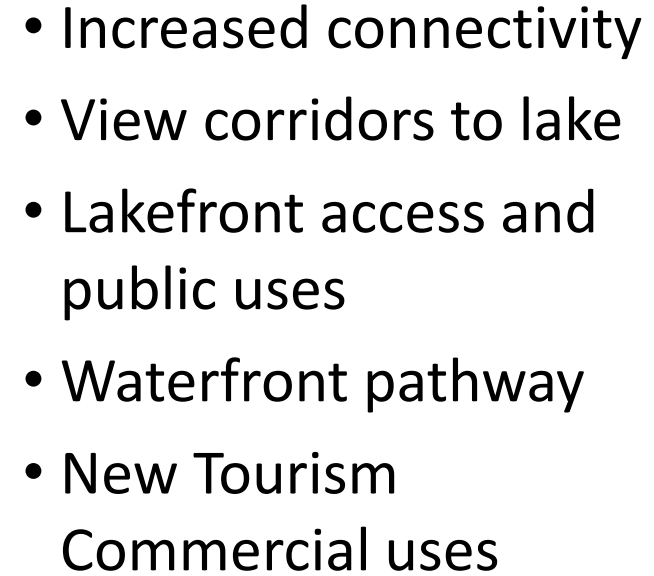 • Increased connectivity
• View corridors to lake
• Lakefront access and
public uses
• Waterfront pathway
• New Tourism
Commercial uses